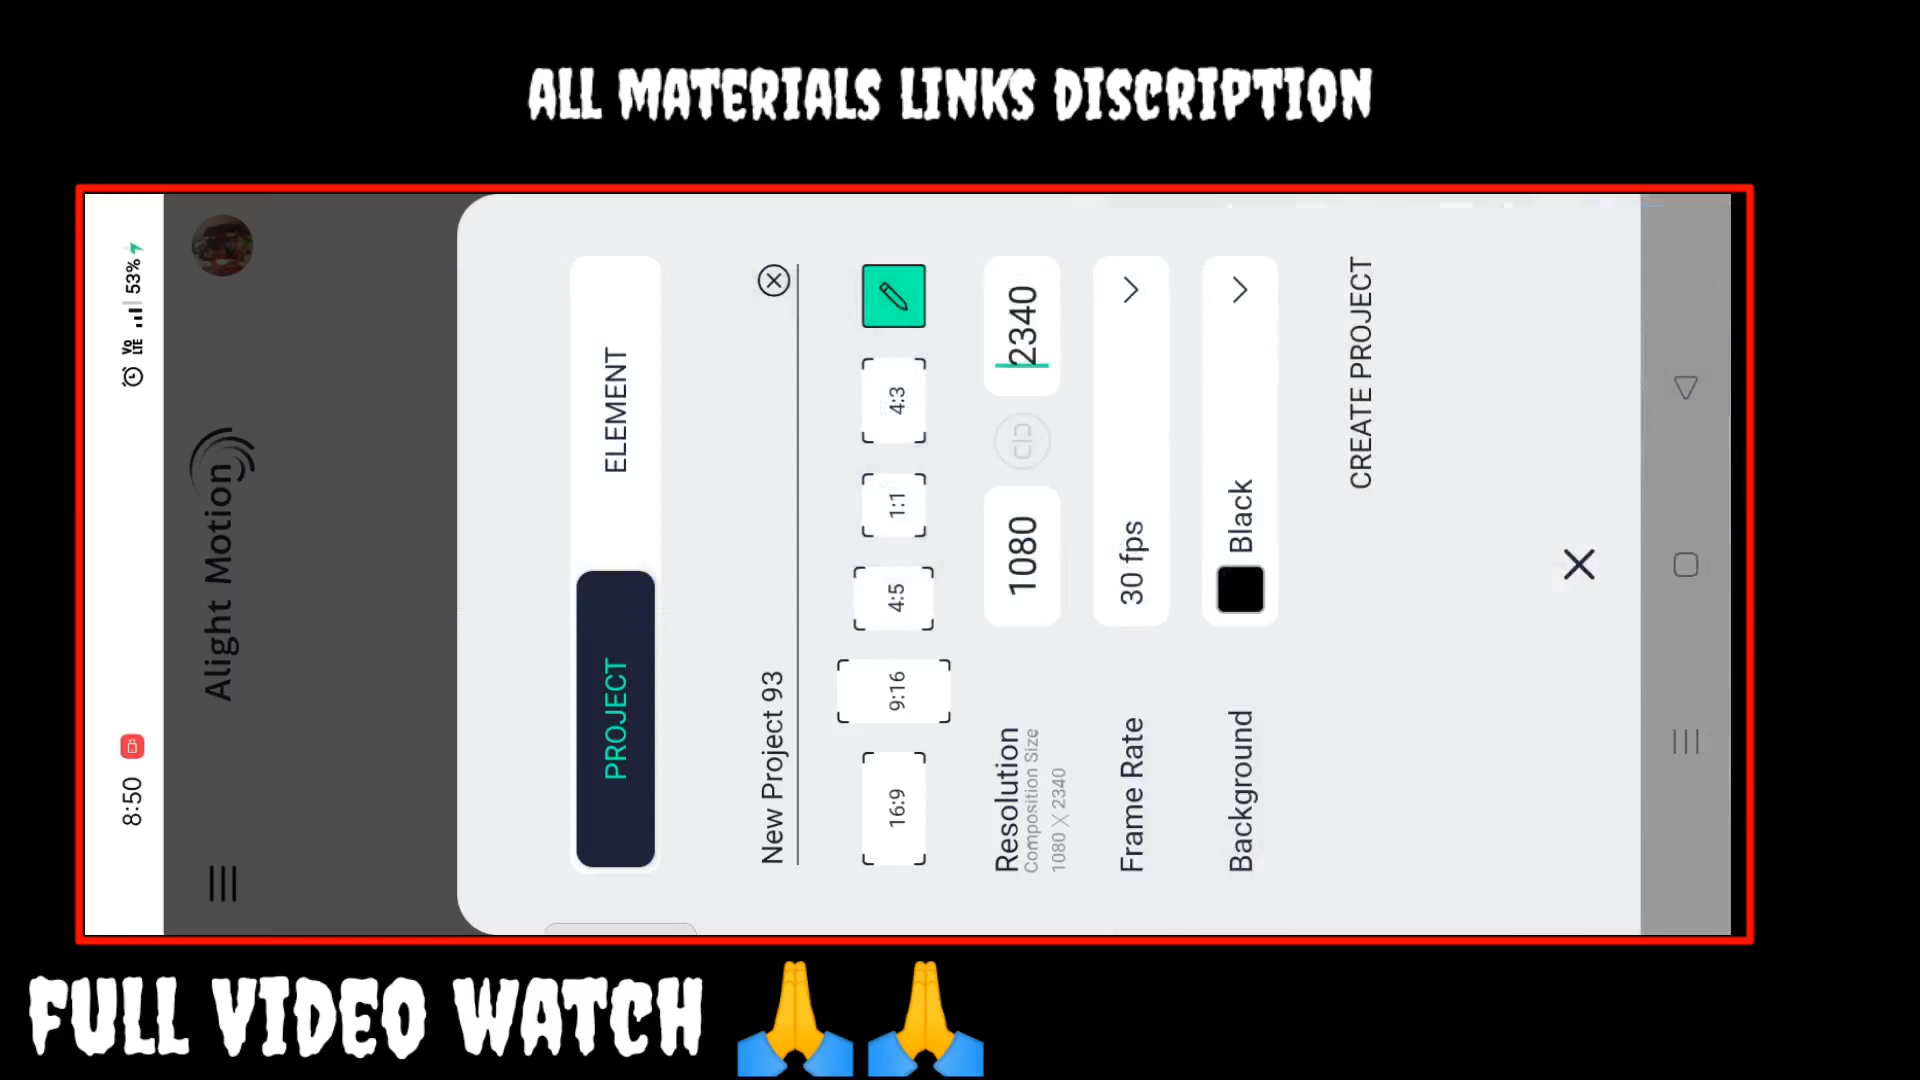 ALL MATERIALS LINKS DISCRIPTION
8:50
Vo LTE
53%
Alight Motion
PROJECT
ELEMENT
New Project 93
16:9
9:16
4:5
1:1
4:3
Resolution
Composition Size
1080 X 2340
1080
2340
Frame Rate
30 fps
Background
Black
CREATE PROJECT
FULL VIDEO WATCH 🙏🙏